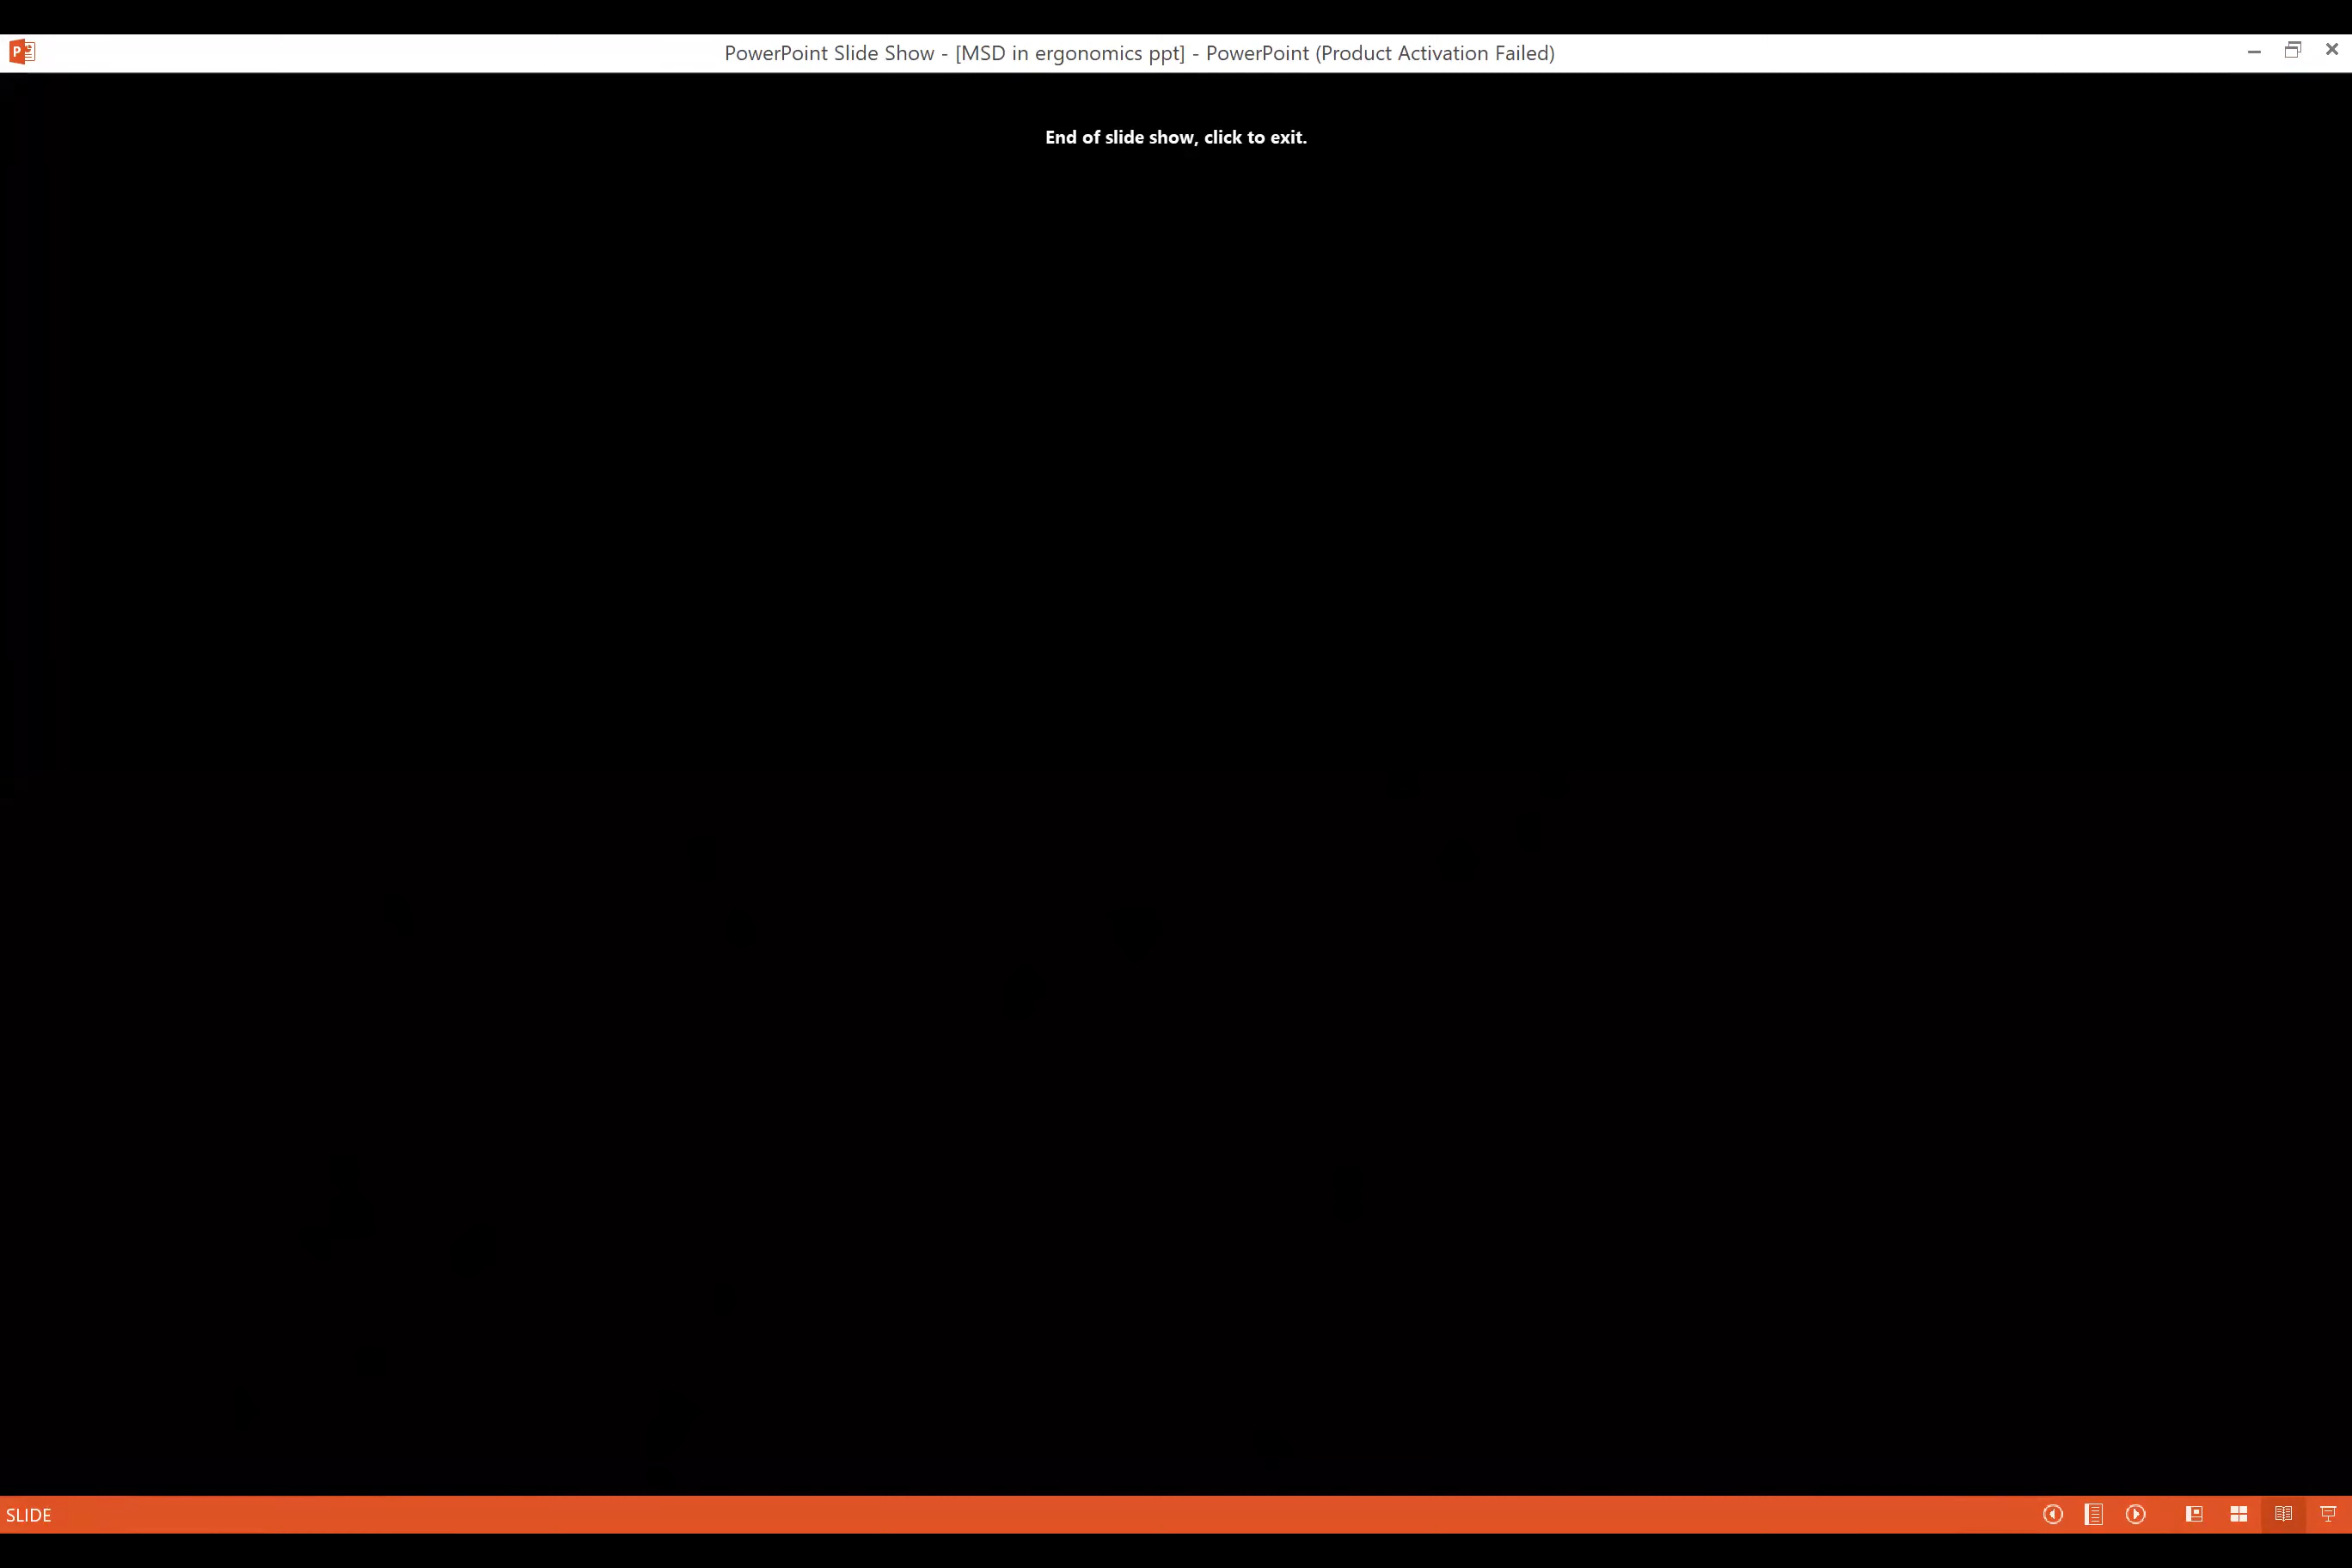 PowerPoint Slide Show - [MSD in ergonomics ppt] - PowerPoint (Product Activation Failed)
End of slide show, click to exit.
SLIDE